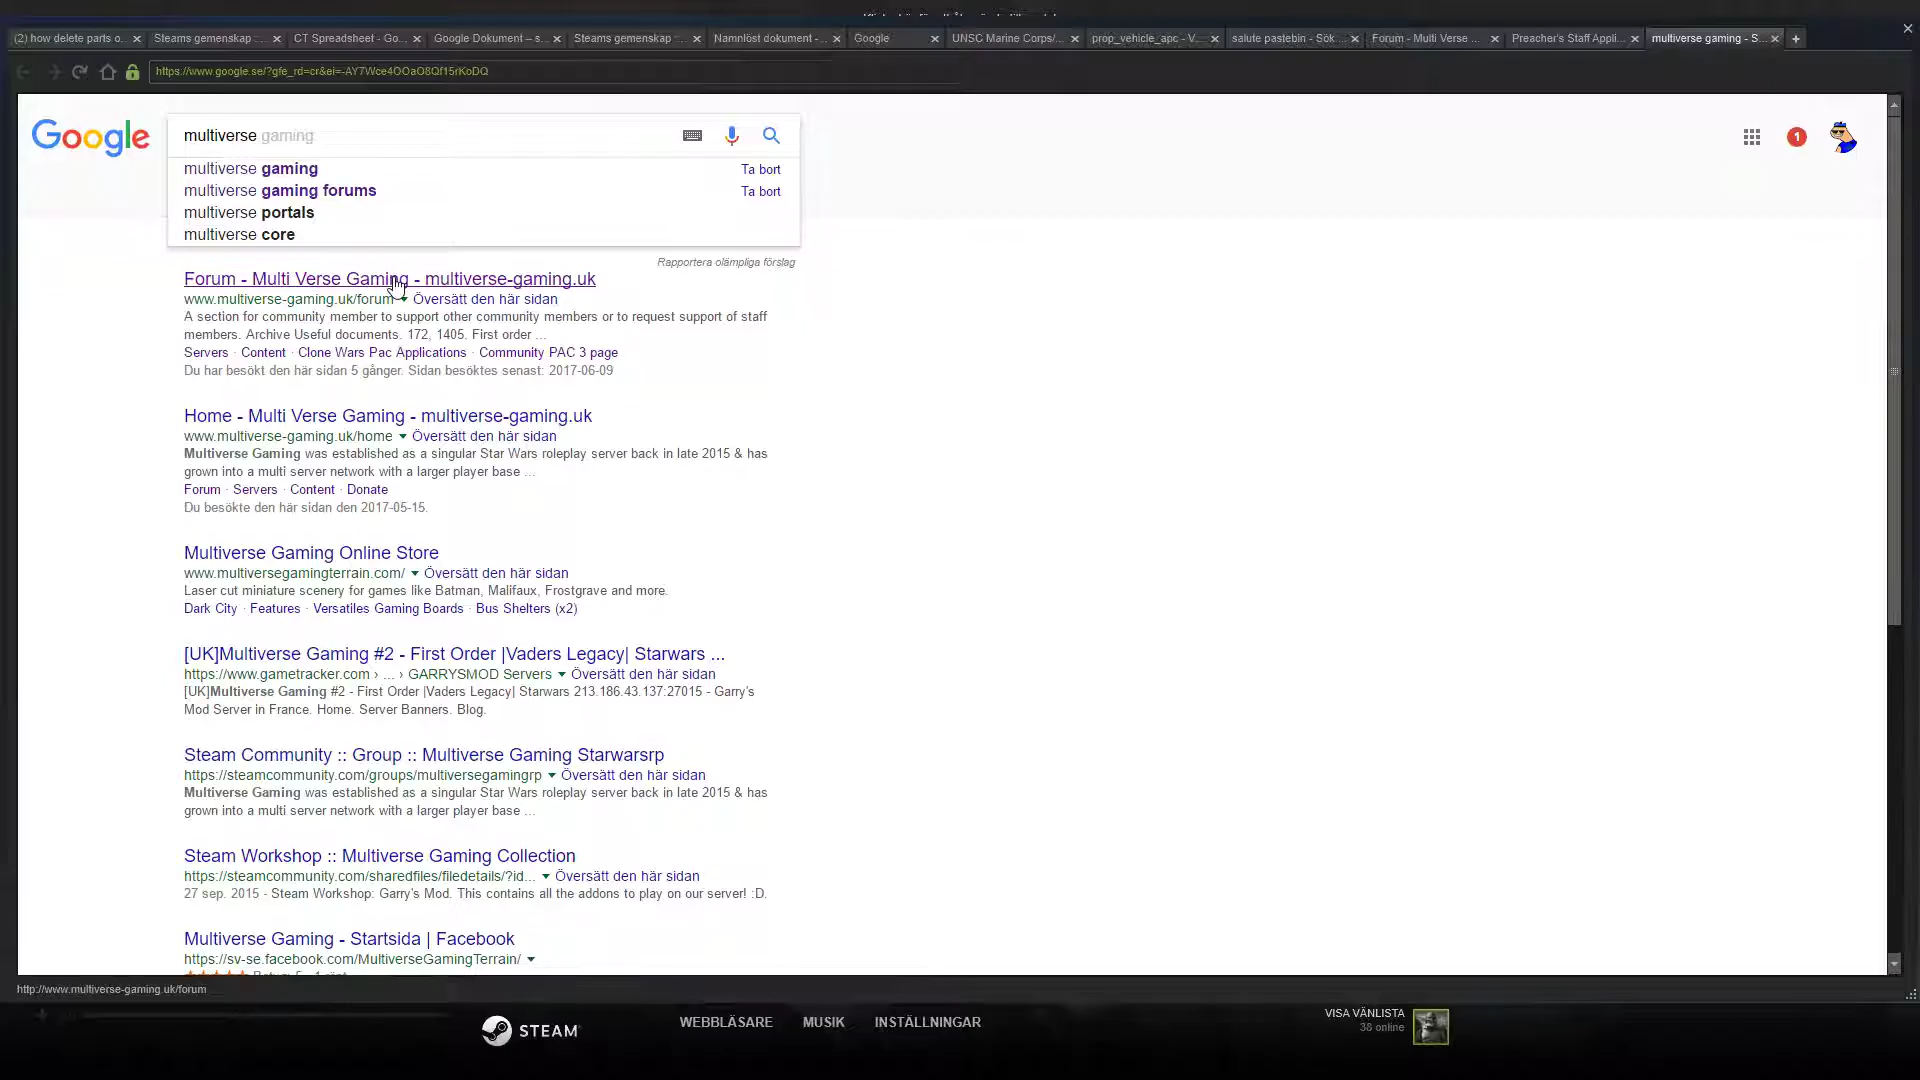 (2) how delete parts o...
Steams gemenskap :...
CT Spreadsheet - Go...
Google Dokument – s...
Steams gemenskap ...
Namnlöst dokument -...
Google
UNSC Marine Corps/...
prop_vehicle_apc - V...
salute pastebin - Sök...
Forum - Multi Verse ...
Preacher's Staff Appli...
multiverse gaming - S...
https://www.google.se/?gfe_rd=cr&ei=-AY7Wce4OOaO8Qf15rKoDQ
Google
multiverse gaming
1
multiverse gaming Ta bort
multiverse gaming forums Ta bort
multiverse portals
multiverse core
Rapportera olämpliga förslag
Forum - Multi Verse Gaming - multiverse-gaming.uk
www.multiverse-gaming.uk/forum Översätt den här sidan
A section for community member to support other community members or to request support of staff
members. Archive Useful documents. 172, 1405. First order ...
Servers · Content · Clone Wars Pac Applications · Community PAC 3 page
Du har besökt den här sidan 5 gånger. Sidan besöktes senast: 2017-06-09
Home - Multi Verse Gaming - multiverse-gaming.uk
www.multiverse-gaming.uk/home Översätt den här sidan
Multiverse Gaming was established as a singular Star Wars roleplay server back in late 2015 & has
grown into a multi server network with a larger player base ...
Forum · Servers · Content · Donate
Du besökte den här sidan den 2017-05-15.
Multiverse Gaming Online Store
www.multiversegamingterrain.com/ Översätt den här sidan
Laser cut miniature scenery for games like Batman, Malifaux, Frostgrave and more.
Dark City · Features · Versatiles Gaming Boards · Bus Shelters (x2)
[UK]Multiverse Gaming #2 - First Order |Vaders Legacy| Starwars ...
https://www.gametracker.com › ... › GARRYSMOD Servers Översätt den här sidan
[UK]Multiverse Gaming #2 - First Order |Vaders Legacy| Starwars 213.186.43.137:27015 - Garry's
Mod Server in France. Home. Server Banners. Blog.
Steam Community :: Group :: Multiverse Gaming Starwarsrp
https://steamcommunity.com/groups/multiversegamingrp Översätt den här sidan
Multiverse Gaming was established as a singular Star Wars roleplay server back in late 2015 & has
grown into a multi server network with a larger player base ...
Steam Workshop :: Multiverse Gaming Collection
https://steamcommunity.com/sharedfiles/filedetails/?id... Översätt den här sidan
27 sep. 2015 - Steam Workshop: Garry's Mod. This contains all the addons to play on our server! :D.
Multiverse Gaming - Startsida | Facebook
https://sv-se.facebook.com/MultiverseGamingTerrain/
http://www.multiverse-gaming.uk/forum
STEAM
WEBBLÄSARE
MUSIK
INSTÄLLNINGAR
VISA VÄNLISTA
38 online